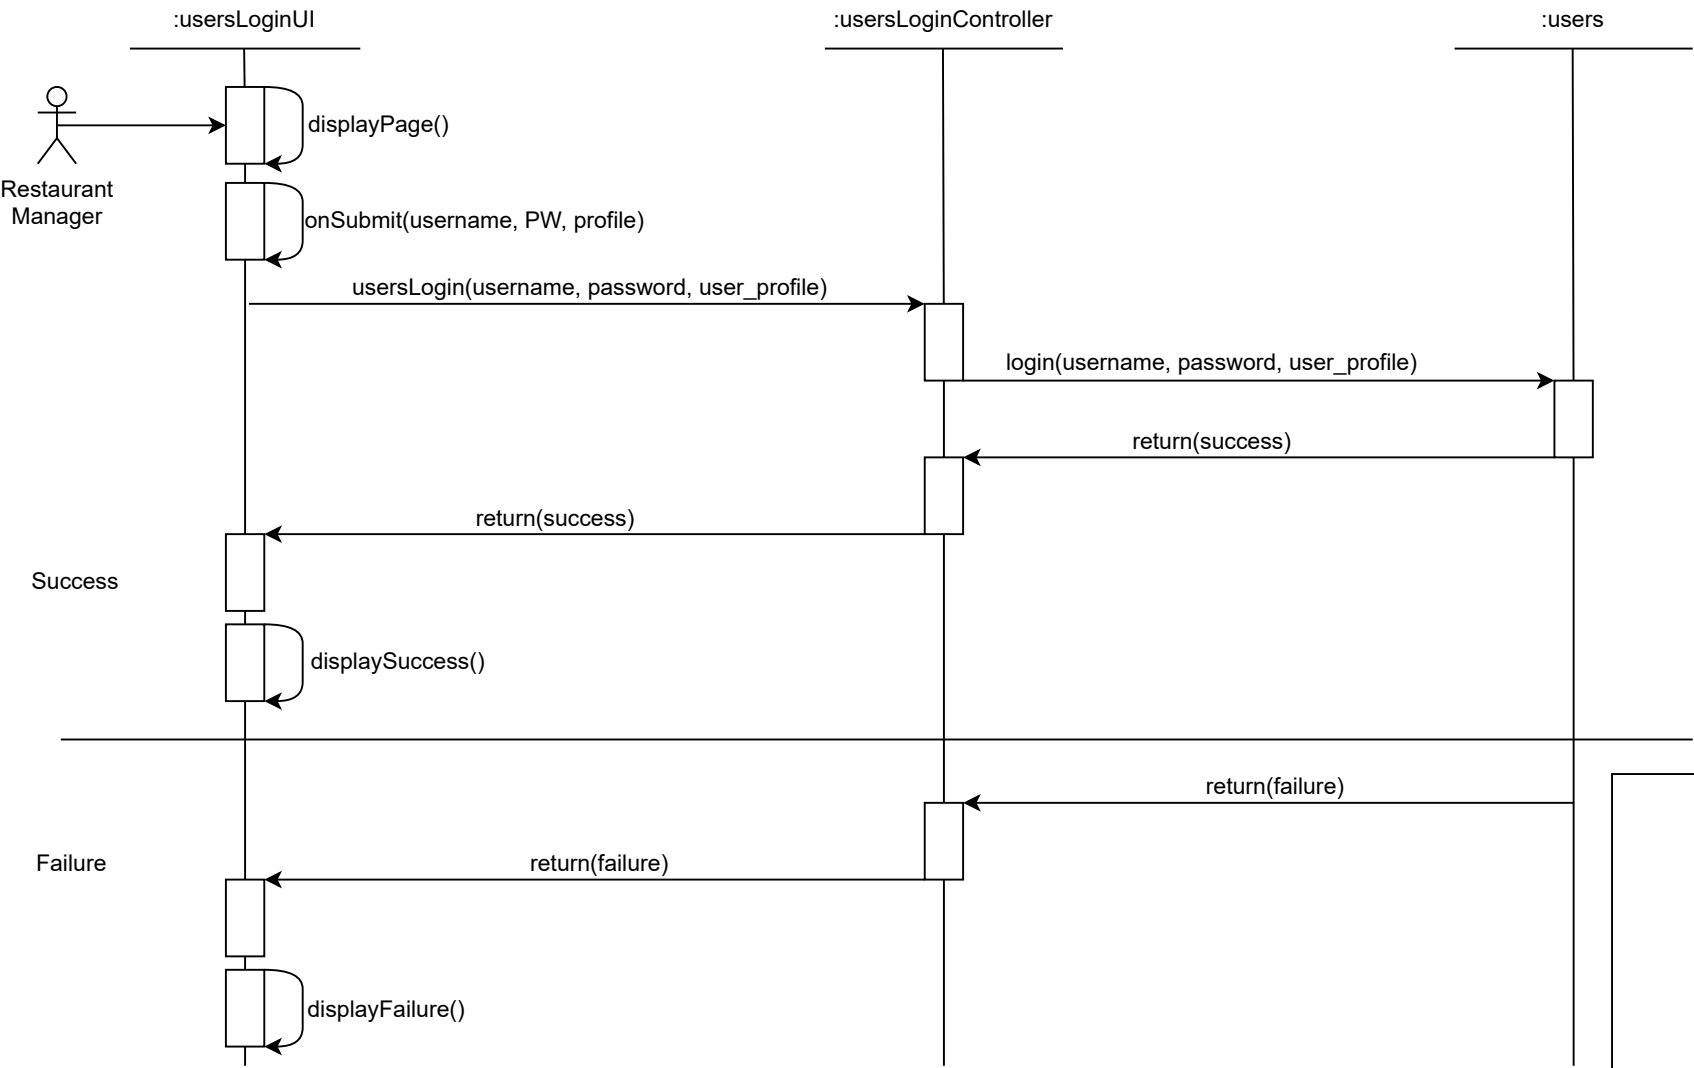 :usersLoginUI
:usersLoginController
:users
displayPage()
Restaurant
Manager
onSubmit(username, PW, profile)
usersLogin(username, password, user_profile)
login(username, password, user_profile)
return(success)
return(success)
Success
displaySuccess()
return(failure)
Failure
return(failure)
displayFailure()